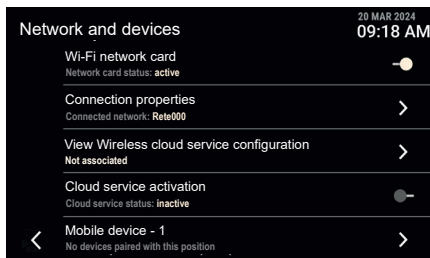 Network and devices
20 MAR 2024
09:18 AM
Wi-Fi network card
Network card status: active
Connection properties
Connected network: Rete000
View Wireless cloud service configuration
Not associated
Cloud service activation
Cloud service status: inactive
Mobile device - 1
No devices paired with this position